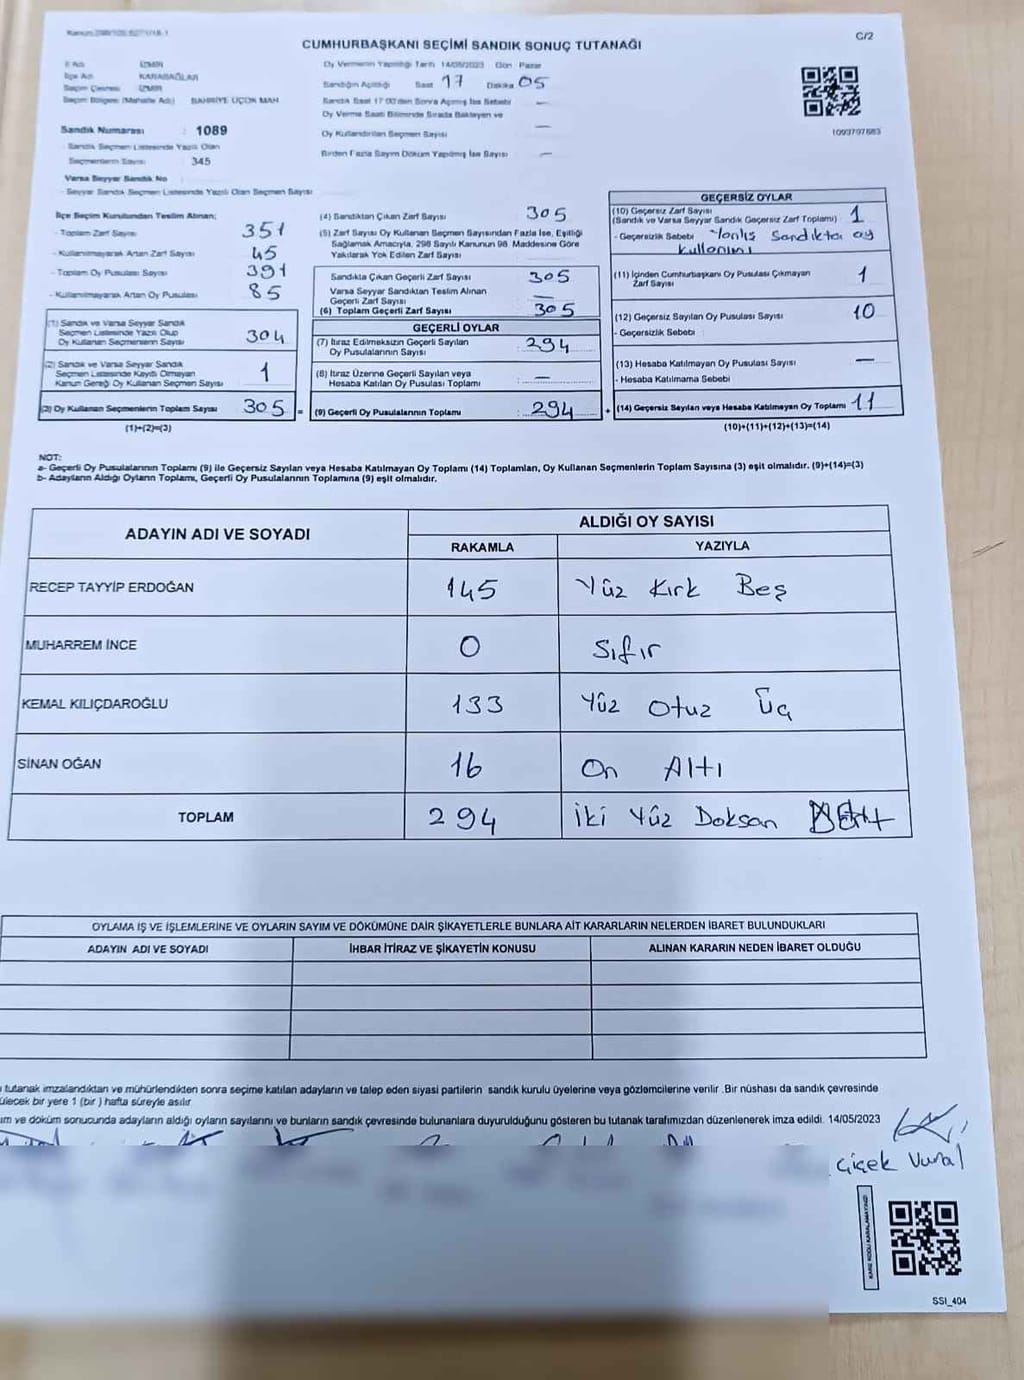 Kanun:298/105, 6271/18-1
CUMHURBAŞKANI SEÇİMİ SANDIK SONUÇ TUTANAĞI
C/2
İl Adı : İZMİR
İlçe Adı : KARABAĞLAR
Seçim Çevresi : İZMİR
Seçim Bölgesi (Mahalle Adı) : BAHRİYE ÜÇOK MAH
Sandık Numarası : 1089
- Sandık Seçmen Listesinde Yazılı Olan
Seçmenlerin Sayısı : 345
Varsa Seyyar Sandık No :
- Seyyar Sandık Seçmen Listesinde Yazılı Olan Seçmen Sayısı :
Oy Vermenin Yapıldığı Tarih 14/05/2023 Gün Pazar
Sandığın Açıldığı Saat 17 Dakika 05
Sandık Saat 17 00'den Sonra Açılmış İse Sebebi —
Oy Verme Saati Bitiminde Sırada Bekleyen ve
Oy Kullandırılan Seçmen Sayısı —
Birden Fazla Sayım Döküm Yapılmış İse Sayısı —
1093797683
İlçe Seçim Kurulundan Teslim Alınan;
- Toplam Zarf Sayısı : 351
- Kullanılmayarak Artan Zarf Sayısı : 45
- Toplam Oy Pusulası Sayısı : 391
- Kullanılmayarak Artan Oy Pusulası : 85
(1) Sandık ve Varsa Seyyar Sandık
Seçmen Listesinde Yazılı Olup
Oy Kullanan Seçmenlerin Sayısı : 304
(2) Sandık ve Varsa Seyyar Sandık
Seçmen Listesinde Kayıtlı Olmayan
Kanun Gereği Oy Kullanan Seçmen Sayısı : 1
(3) Oy Kullanan Seçmenlerin Toplam Sayısı : 305 =
(1)+(2)=(3)
(4) Sandıktan Çıkan Zarf Sayısı : 305
(5) Zarf Sayısı Oy Kullanan Seçmen Sayısından Fazla İse, Eşitliği
Sağlamak Amacıyla, 298 Sayılı Kanunun 98. Maddesine Göre
Yakılarak Yok Edilen Zarf Sayısı :
Sandıkta Çıkan Geçerli Zarf Sayısı : 305
Varsa Seyyar Sandıktan Teslim Alınan
Geçerli Zarf Sayısı : —
(6) Toplam Geçerli Zarf Sayısı : 305
GEÇERLİ OYLAR
(7) İtiraz Edilmeksizin Geçerli Sayılan
Oy Pusulalarının Sayısı : 294
(8) İtiraz Üzerine Geçerli Sayılan veya
Hesaba Katılan Oy Pusulası Toplamı : —
(9) Geçerli Oy Pusulalarının Toplamı : 294 +
GEÇERSİZ OYLAR
(10) Geçersiz Zarf Sayısı
(Sandık ve Varsa Seyyar Sandık Geçersiz Zarf Toplamı) : 1
- Geçersizlik Sebebi : Yanlış Sandıkta oy
kullanımı
(11) İçinden Cumhurbaşkanı Oy Pusulası Çıkmayan
Zarf Sayısı : 1
(12) Geçersiz Sayılan Oy Pusulası Sayısı : 10
- Geçersizlik Sebebi :
(13) Hesaba Katılmayan Oy Pusulası Sayısı : —
- Hesaba Katılmama Sebebi :
(14) Geçersiz Sayılan veya Hesaba Katılmayan Oy Toplamı : 11
(10)+(11)+(12)+(13)=(14)
NOT:
a- Geçerli Oy Pusulalarının Toplamı (9) ile Geçersiz Sayılan veya Hesaba Katılmayan Oy Toplamı (14) Toplamları, Oy Kullanan Seçmenlerin Toplam Sayısına (3) eşit olmalıdır. (9)+(14)=(3)
b- Adayların Aldığı Oyların Toplamı, Geçerli Oy Pusulalarının Toplamına (9) eşit olmalıdır.
ADAYIN ADI VE SOYADI
ALDIĞI OY SAYISI
RAKAMLA YAZIYLA
RECEP TAYYİP ERDOĞAN 145 Yüz Kırk Beş
MUHARREM İNCE 0 Sıfır
KEMAL KILIÇDAROĞLU 133 Yüz Otuz Üç
SİNAN OĞAN 16 On Altı
TOPLAM 294 İki Yüz Doksan
OYLAMA İŞ VE İŞLEMLERİNE VE OYLARIN SAYIM VE DÖKÜMÜNE DAİR ŞİKAYETLERLE BUNLARA AİT KARARLARIN NELERDEN İBARET BULUNDUKLARI
ADAYIN ADI VE SOYADI İHBAR İTİRAZ VE ŞİKAYETİN KONUSU ALINAN KARARIN NEDEN İBARET OLDUĞU
tutanak imzalandıktan ve mühürlendikten sonra seçime katılan adayların ve talep eden siyasi partilerin sandık kurulu üyelerine veya gözlemcilerine verilir .Bir nüshası da sandık çevresinde
bir yere 1 (bir ) hafta süreyle asılır
ve döküm sonucunda adayların aldığı oyların sayılarını ve bunların sandık çevresinde bulunanlara duyurulduğunu gösteren bu tutanak tarafımızdan düzenlenerek imza edildi. 14/05/2023
Çiçek Vural
KARE KODU KARALAMAYINIZ!
SSI_404